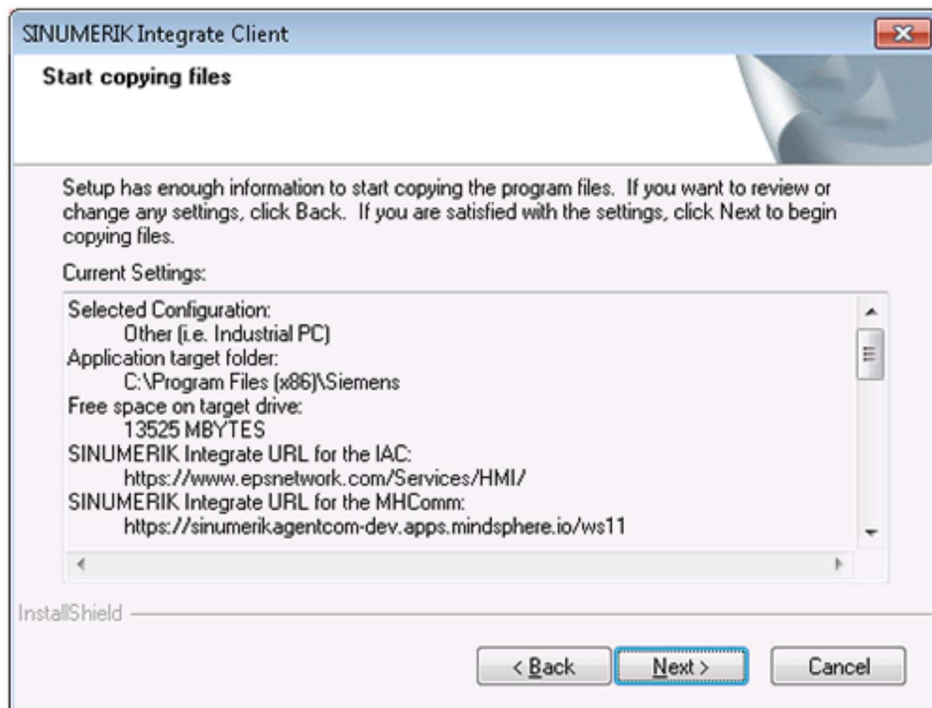 SINUMERIK Integrate Client
Start copying files
Setup has enough information to start copying the program files.  If you want to review or
change any settings, click Back.  If you are satisfied with the settings, click Next to begin
copying files.
Current Settings:
Selected Configuration:
Other (i.e. Industrial PC)
Application target folder:
C:\Program Files (x86)\Siemens
Free space on target drive:
13525 MBYTES
SINUMERIK Integrate URL for the IAC:
https://www.epsnetwork.com/Services/HMI/
SINUMERIK Integrate URL for the MHComm:
https://sinumerikagentcom-dev.apps.mindsphere.io/ws11
InstallShield
< Back
Next >
Cancel